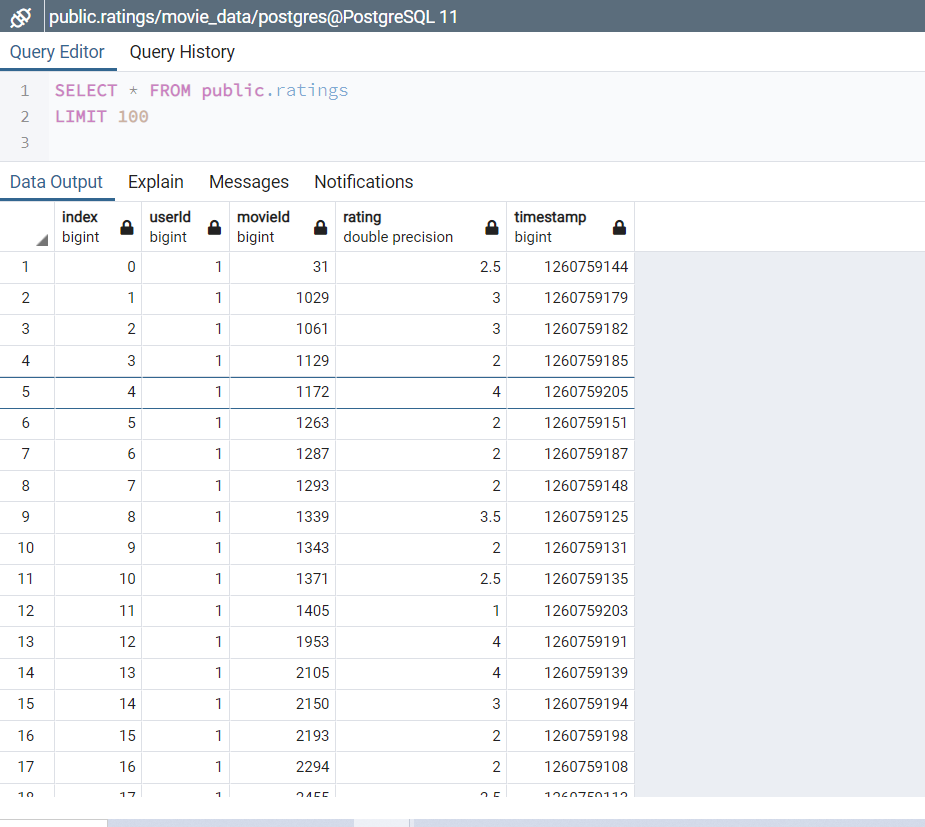 public.ratings/movie_data/postgres@PostgreSQL 11
Query Editor Query History
1 SELECT * FROM public.ratings
2 LIMIT 100
3
Data Output Explain Messages Notifications
index userId movieId rating timestamp
bigint bigint bigint double precision bigint
1 0 1 31 2.5 1260759144
2 1 1 1029 3 1260759179
3 2 1 1061 3 1260759182
4 3 1 1129 2 1260759185
5 4 1 1172 4 1260759205
6 5 1 1263 2 1260759151
7 6 1 1287 2 1260759187
8 7 1 1293 2 1260759148
9 8 1 1339 3.5 1260759125
10 9 1 1343 2 1260759131
11 10 1 1371 2.5 1260759135
12 11 1 1405 1 1260759203
13 12 1 1953 4 1260759191
14 13 1 2105 4 1260759139
15 14 1 2150 3 1260759194
16 15 1 2193 2 1260759198
17 16 1 2294 2 1260759108
18 17 1 2455 2.5 1260759113